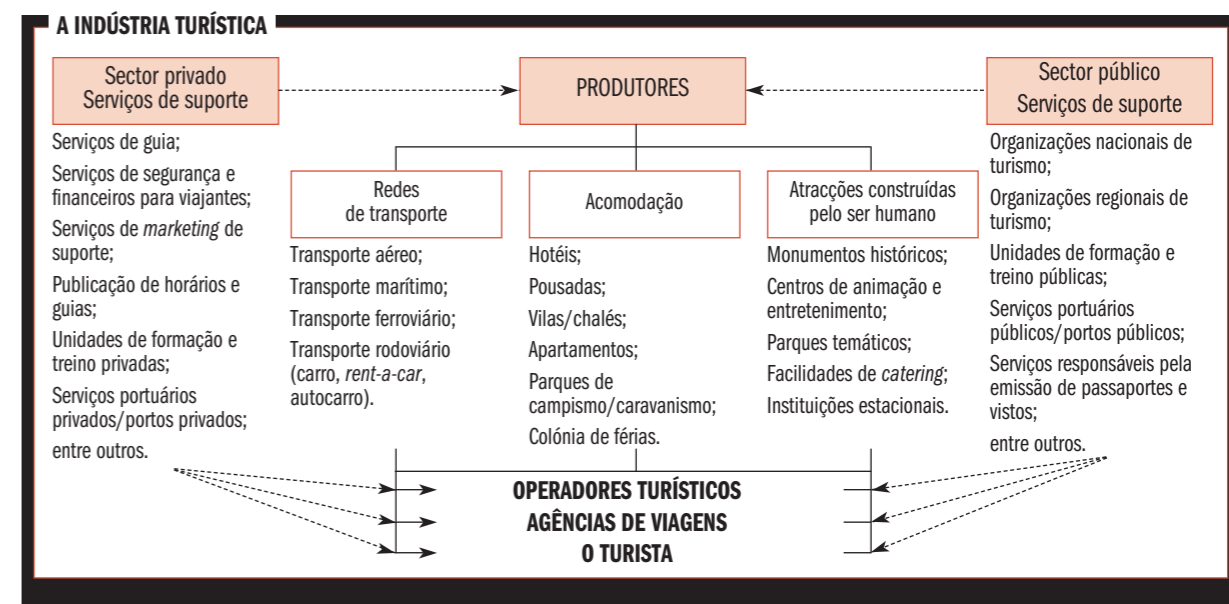 A INDÚSTRIA TURÍSTICA
Sector privado
Serviços de suporte
Serviços de guia;
Serviços de segurança e
financeiros para viajantes;
Serviços de marketing de
suporte;
Publicação de horários e
guias;
Unidades de formação e
treino privadas;
Serviços portuários
privados/portos privados;
entre outros.
PRODUTORES
Redes
de transporte
Transporte aéreo;
Transporte marítimo;
Transporte ferroviário;
Transporte rodoviário
(carro, rent-a-car,
autocarro).
Acomodação
Hotéis;
Pousadas;
Vilas/chalés;
Apartamentos;
Parques de
campismo/caravanismo;
Colónia de férias.
Atracções construídas
pelo ser humano
Monumentos históricos;
Centros de animação e
entretenimento;
Parques temáticos;
Facilidades de catering;
Instituições estacionais.
Sector público
Serviços de suporte
Organizações nacionais de
turismo;
Organizações regionais de
turismo;
Unidades de formação e
treino públicas;
Serviços portuários
públicos/portos públicos;
Serviços responsáveis pela
emissão de passaportes e
vistos;
entre outros.
OPERADORES TURÍSTICOS
AGÊNCIAS DE VIAGENS
O TURISTA